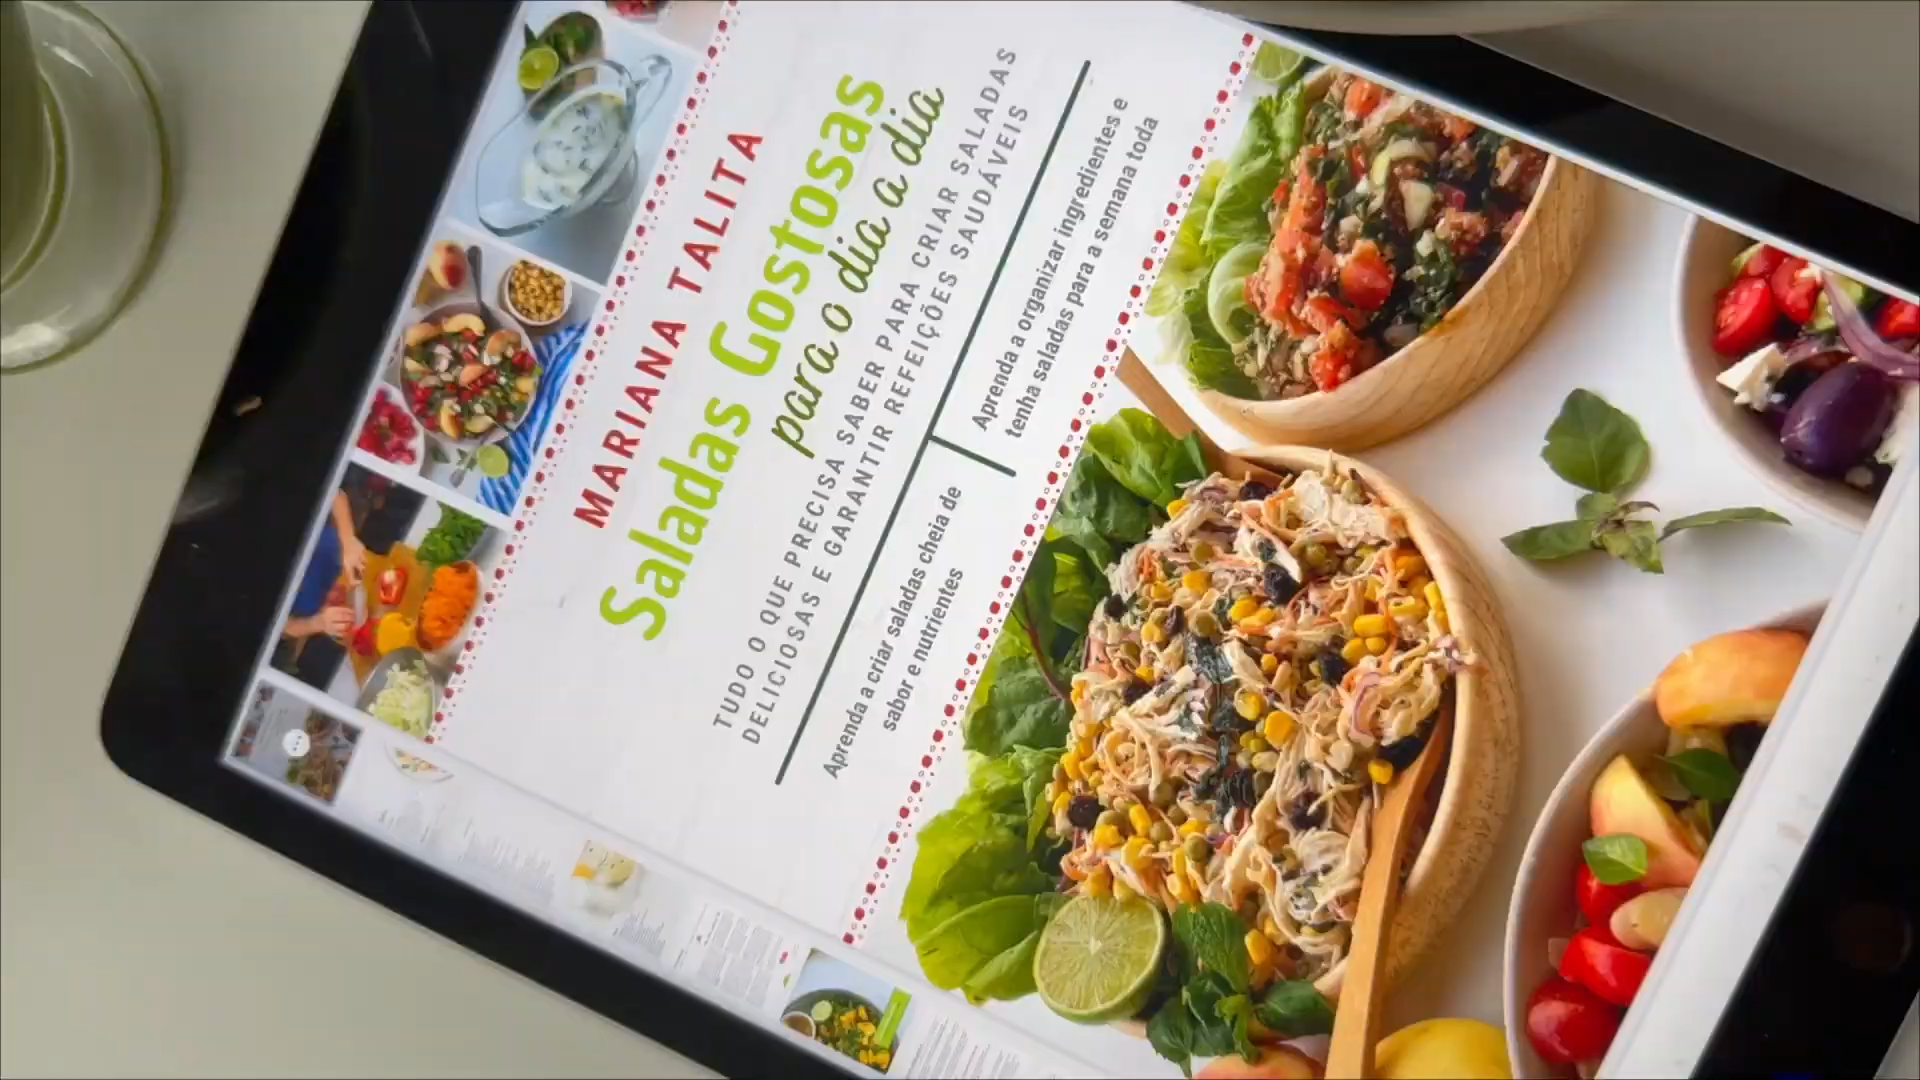 MARIANA TALITA
Saladas Gostosas
para o dia a dia
TUDO O QUE PRECISA SABER PARA CRIAR SALADAS
DELICIOSAS E GARANTIR REFEIÇÕES SAUDÁVEIS
Aprenda a criar saladas cheia de
sabor e nutrientes
Aprenda a organizar ingredientes e
tenha saladas para a semana toda